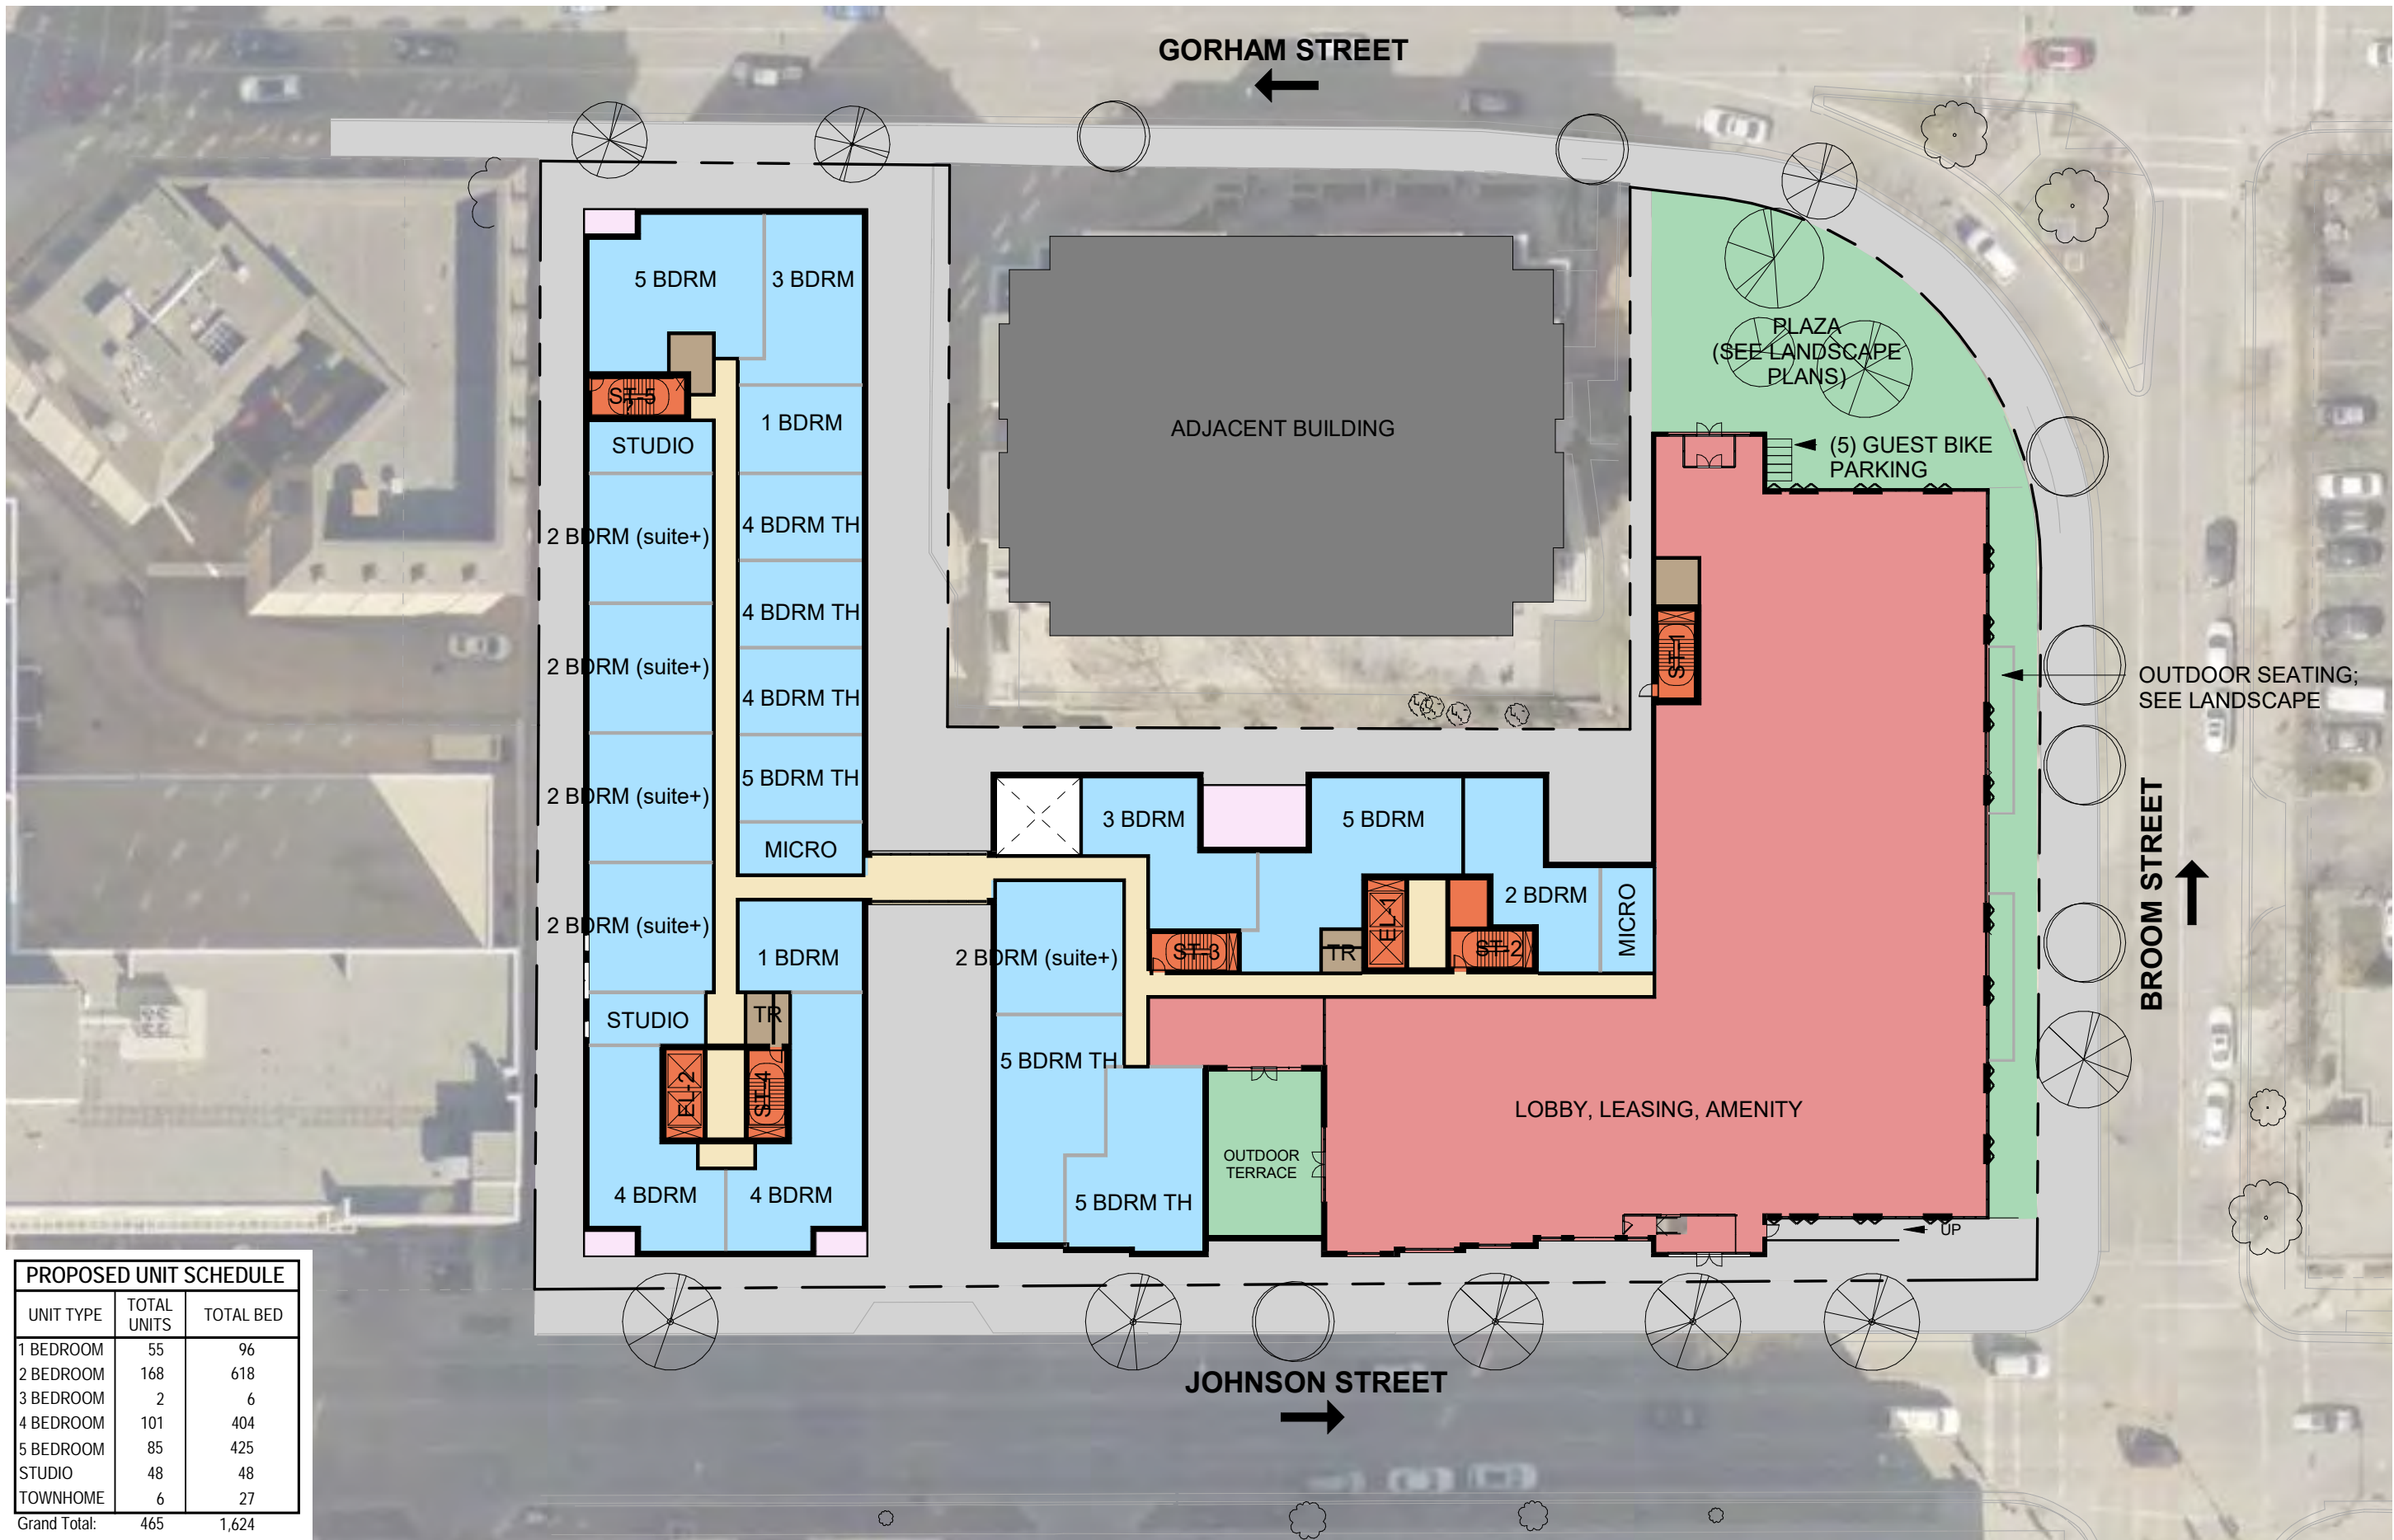 GORHAM STREET
5 BDRM
3 BDRM
ST-5
STUDIO
1 BDRM
2 BDRM (suite+)
4 BDRM TH
4 BDRM TH
2 BDRM (suite+)
4 BDRM TH
5 BDRM TH
2 BDRM (suite+)
MICRO
2 BDRM (suite+)
1 BDRM
STUDIO
TR
EL-2
ST-4
4 BDRM
4 BDRM
ADJACENT BUILDING
PLAZA
(SEE LANDSCAPE
PLANS)
(5) GUEST BIKE
PARKING
ST-1
OUTDOOR SEATING;
SEE LANDSCAPE
BROOM STREET
3 BDRM
5 BDRM
2 BDRM
MICRO
EL-1
ST-3
TR
ST-2
2 BDRM (suite+)
5 BDRM TH
5 BDRM TH
OUTDOOR
TERRACE
LOBBY, LEASING, AMENITY
UP
JOHNSON STREET
PROPOSED UNIT SCHEDULE
UNIT TYPE TOTAL UNITS TOTAL BED
1 BEDROOM 55 96
2 BEDROOM 168 618
3 BEDROOM 2 6
4 BEDROOM 101 404
5 BEDROOM 85 425
STUDIO 48 48
TOWNHOME 6 27
Grand Total: 465 1,624